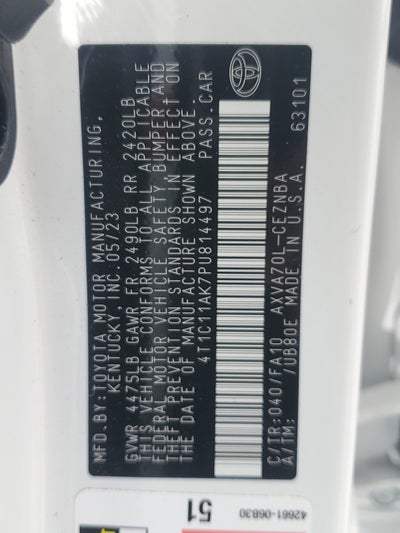 MFD.BY: TOYOTA MOTOR MANUFACTURING,
KENTUCKY, INC. 05/23
GVWR 4475LB GAWR FR 2490LB RR 2420LB
THIS VEHICLE CONFORMS TO ALL APPLICABLE
FEDERAL MOTOR VEHICLE SAFETY BUMPER AND
THEFT PREVENTION STANDARDS IN EFFECT ON
THE DATE OF MANUFACTURE SHOWN ABOVE.
4T1C11AK7PU814497 PASS.CAR
C/TR: 040/FA10 AXVA70L-CEZNBA
A/TM: /UB80E MADE IN U.S.A.
63101
42661-06B30
51